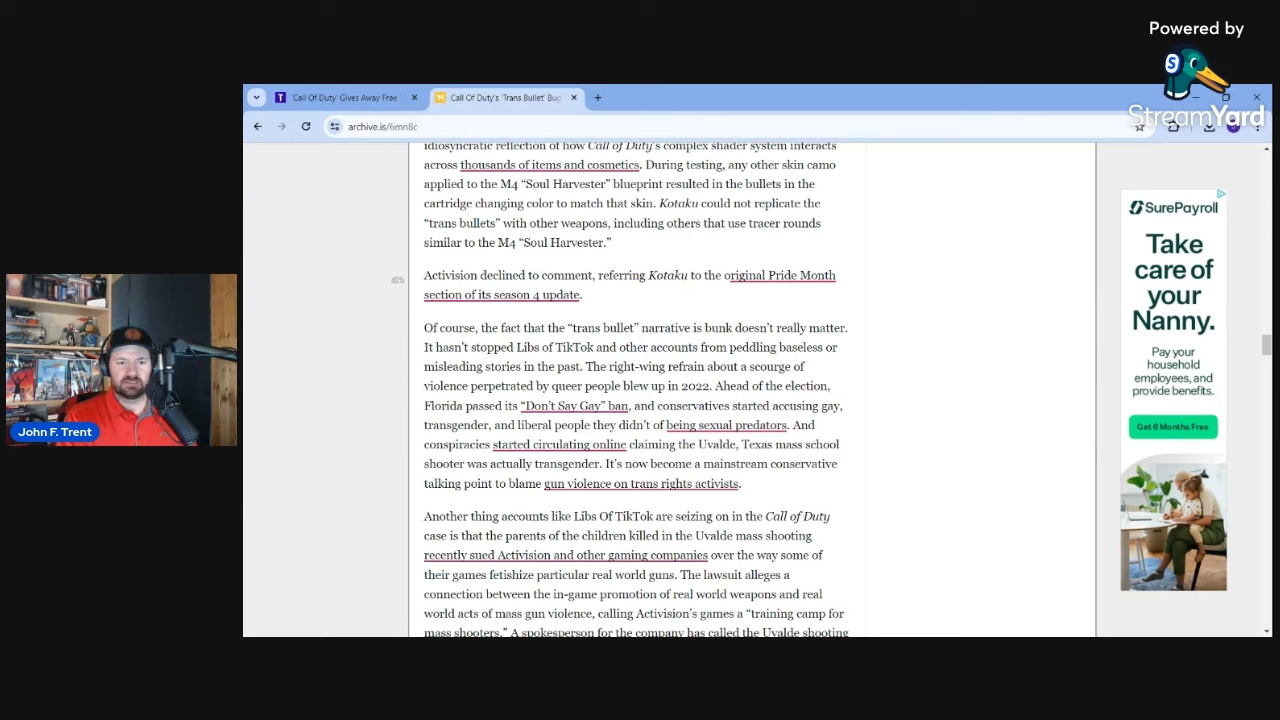 Powered by
S
StreamYard
'Call Of Duty' Gives Away Free
Call Of Duty's 'Trans Bullet' Bug
archive.is/6mn8c
idiosyncratic reflection of how Call of Duty's complex shader system interacts
across thousands of items and cosmetics. During testing, any other skin camo
applied to the M4 “Soul Harvester” blueprint resulted in the bullets in the
cartridge changing color to match that skin. Kotaku could not replicate the
“trans bullets” with other weapons, including others that use tracer rounds
similar to the M4 “Soul Harvester.”
60%
Activision declined to comment, referring Kotaku to the original Pride Month
section of its season 4 update.
Of course, the fact that the “trans bullet” narrative is bunk doesn't really matter.
It hasn't stopped Libs of TikTok and other accounts from peddling baseless or
misleading stories in the past. The right-wing refrain about a scourge of
violence perpetrated by queer people blew up in 2022. Ahead of the election,
Florida passed its “Don't Say Gay” ban, and conservatives started accusing gay,
transgender, and liberal people they didn't of being sexual predators. And
conspiracies started circulating online claiming the Uvalde, Texas mass school
shooter was actually transgender. It's now become a mainstream conservative
talking point to blame gun violence on trans rights activists.
Another thing accounts like Libs Of TikTok are seizing on in the Call of Duty
case is that the parents of the children killed in the Uvalde mass shooting
recently sued Activision and other gaming companies over the way some of
their games fetishize particular real world guns. The lawsuit alleges a
connection between the in-game promotion of real world weapons and real
world acts of mass gun violence, calling Activision's games a “training camp for
mass shooters.” A spokesperson for the company has called the Uvalde shooting
SurePayroll
Take
care of
your
Nanny.
Pay your
household
employees, and
provide benefits.
Get 6 Months Free
John F. Trent